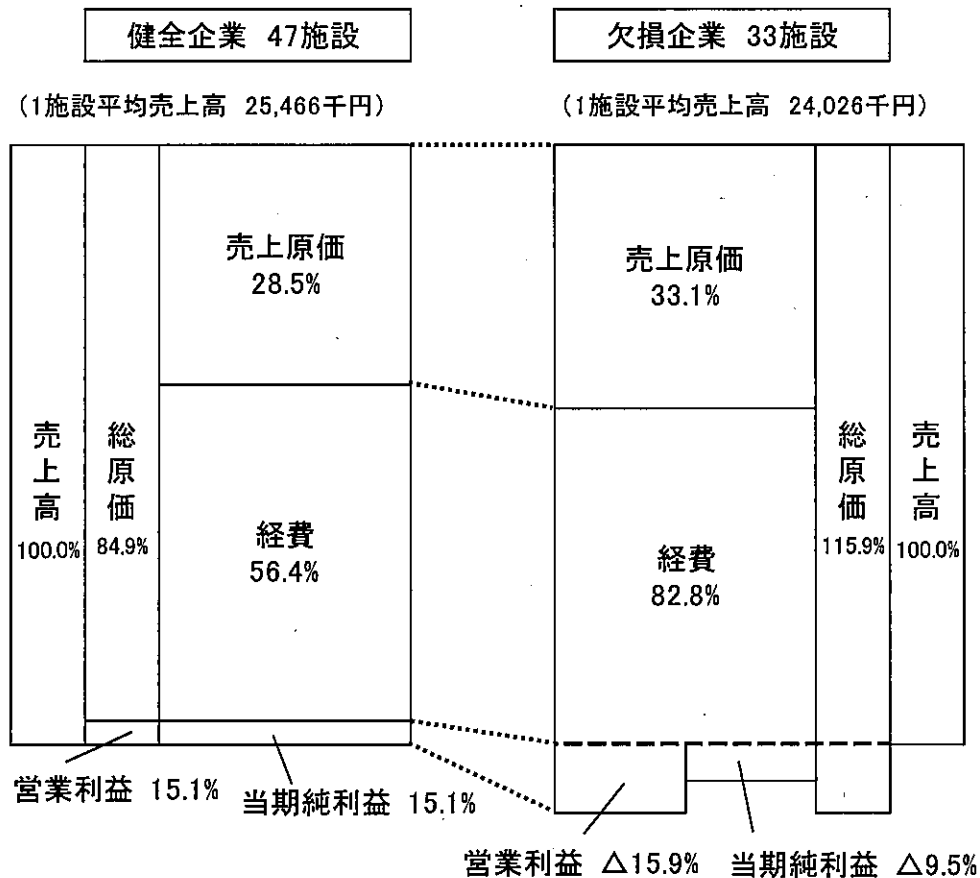 健全企業 47施設
(1施設平均売上高 25,466千円)
売上高
100.0%
総原価
84.9%
売上原価
28.5%
経費
56.4%
営業利益 15.1%
当期純利益 15.1%
欠損企業 33施設
(1施設平均売上高 24,026千円)
売上原価
33.1%
経費
82.8%
総原価
115.9%
売上高
100.0%
営業利益 △15.9%
当期純利益 △9.5%